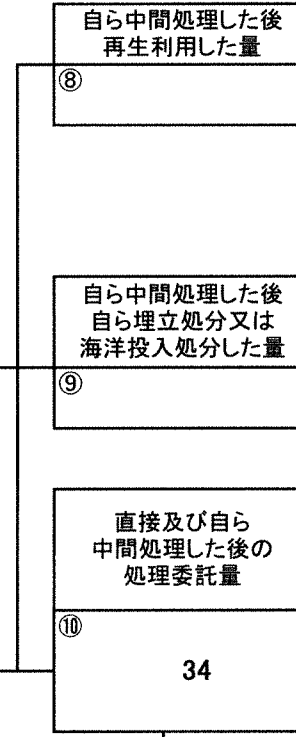 自ら中間処理した後
再生利用した量
⑧
自ら中間処理した後
自ら埋立処分又は
海洋投入処分した量
⑨
直接及び自ら
中間処理した後の
処理委託量
⑩
34